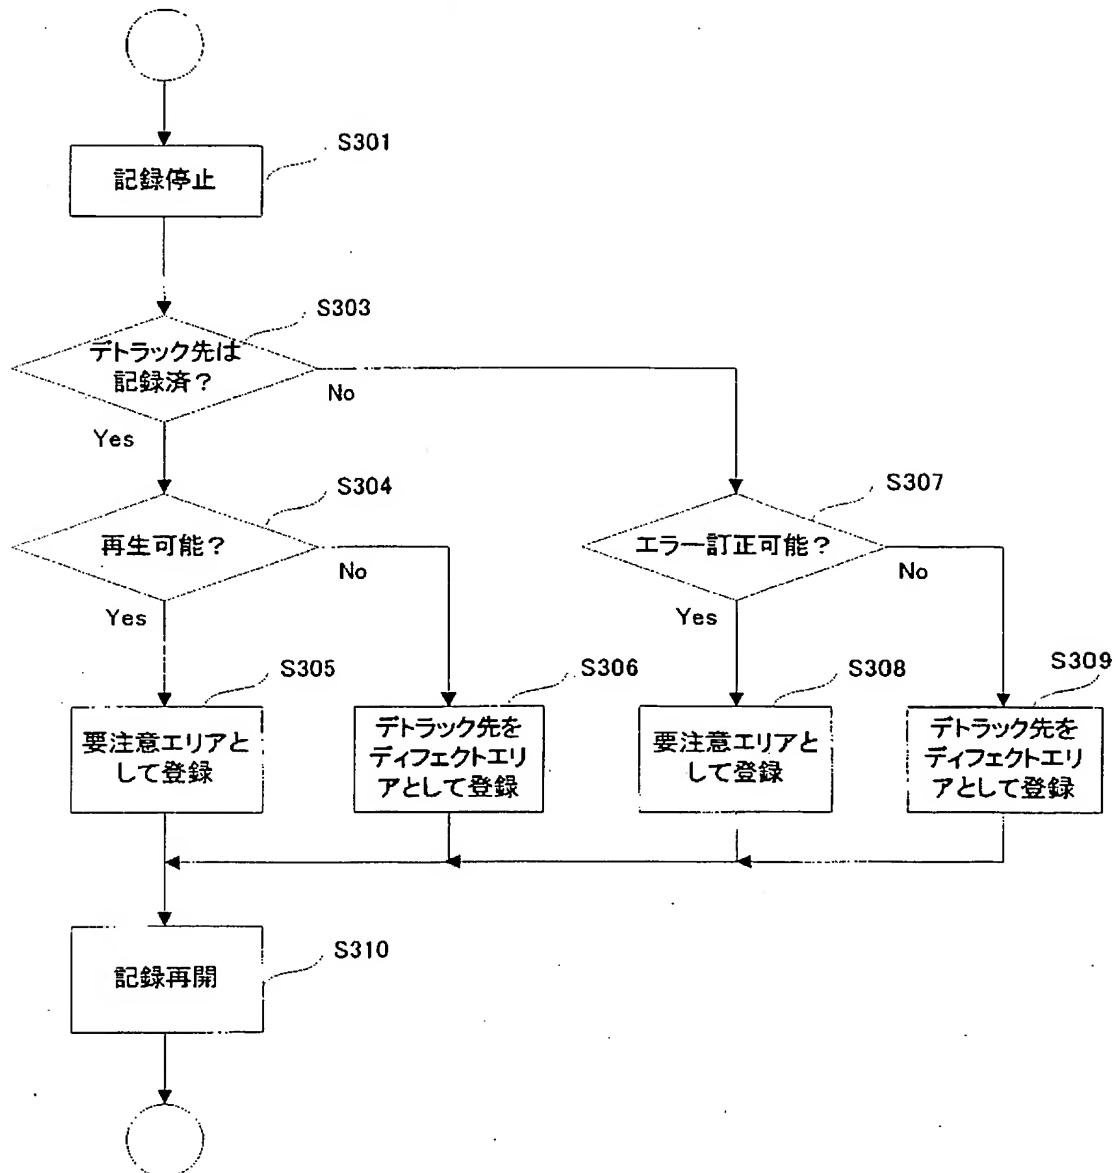 S301
記録停止
S303
デトラック先は
記録済?
No
Yes
S304
再生可能?
No
Yes
S307
エラー訂正可能?
No
Yes
S305
要注意エリアと
して登録
S306
デトラック先を
ディフェクトエリ
アとして登録
S308
要注意エリアと
して登録
S309
デトラック先を
ディフェクトエリ
アとして登録
S310
記録再開